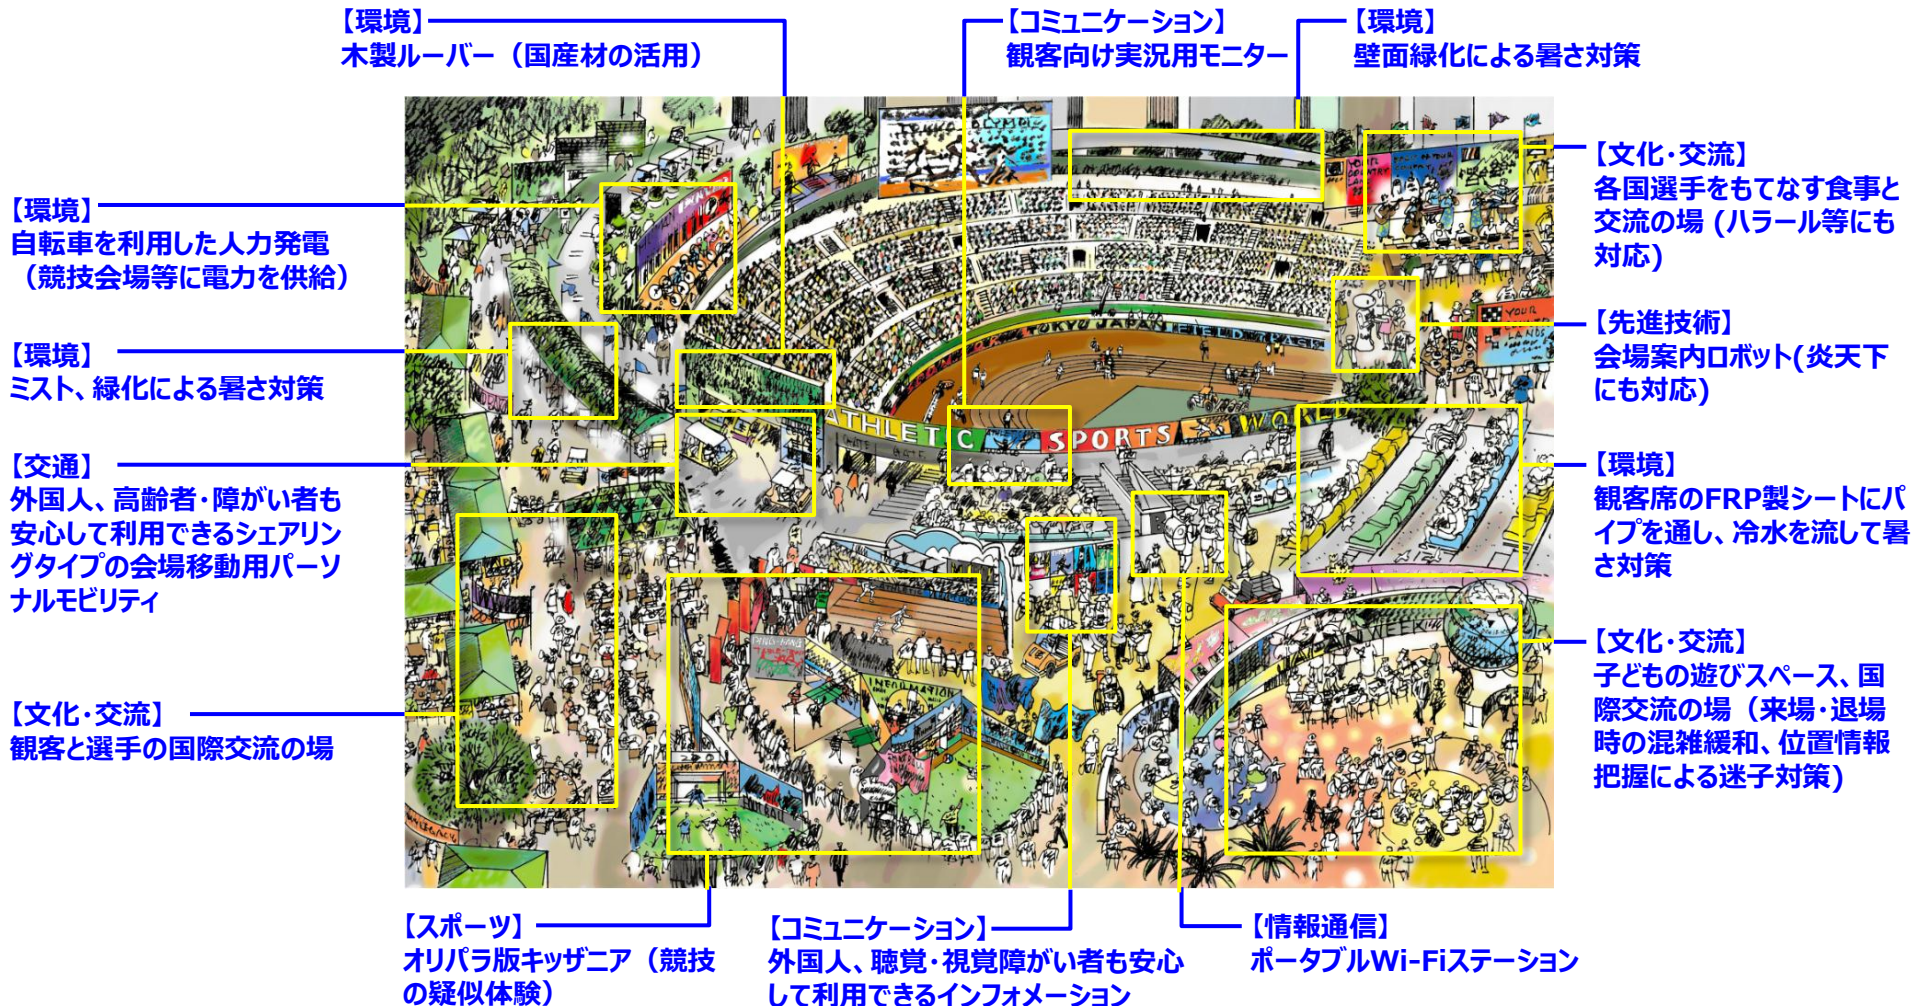 【環境】
木製ルーバー（国産材の活用）
【コミュニケーション】
観客向け実況用モニター
【環境】
壁面緑化による暑さ対策
【環境】
自転車を利用した人力発電
（競技会場等に電力を供給）
【環境】
ミスト、緑化による暑さ対策
【交通】
外国人、高齢者・障がい者も
安心して利用できるシェアリン
グタイプの会場移動用パーソ
ナルモビリティ
【文化・交流】
観客と選手の国際交流の場
【文化・交流】
各国選手をもてなす食事と
交流の場 (ハラール等にも
対応)
【先進技術】
会場案内ロボット(炎天下
にも対応)
【環境】
観客席のFRP製シートにパ
イプを通し、冷水を流して暑
さ対策
【文化・交流】
子どもの遊びスペース、国
際交流の場（来場・退場
時の混雑緩和、位置情報
把握による迷子対策)
TOKYO JAPAN FIELD
ATHLETIC SPORTS WORLD
YOUR
INFORMATION
【スポーツ】
オリパラ版キッザニア（競技
の疑似体験）
【コミュニケーション】
外国人、聴覚・視覚障がい者も安心
して利用できるインフォメーション
【情報通信】
ポータブルWi-Fiステーション